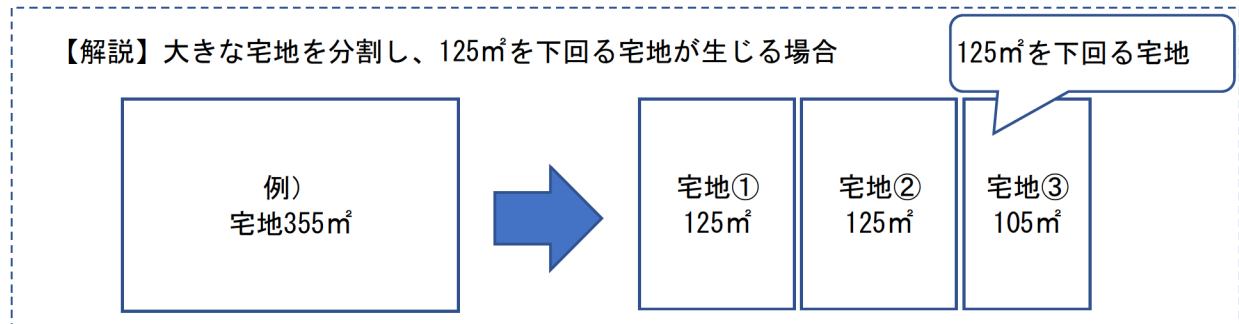 【解説】大きな宅地を分割し、125㎡を下回る宅地が生じる場合
125㎡を下回る宅地
例）
宅地355㎡
宅地①
125㎡
宅地②
125㎡
宅地③
105㎡